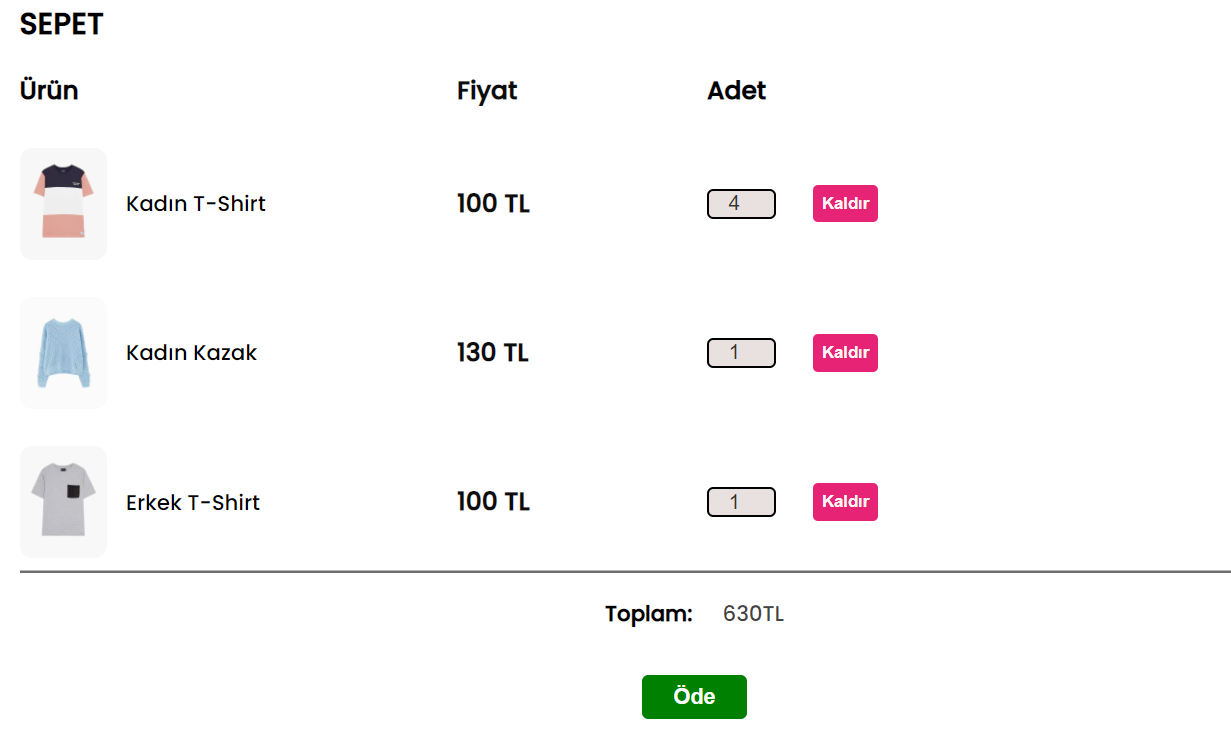 SEPET
Ürün Fiyat Adet
Kadın T-Shirt 100 TL 4 Kaldır
Kadın Kazak 130 TL 1 Kaldır
Erkek T-Shirt 100 TL 1 Kaldır
Toplam: 630TL
Öde